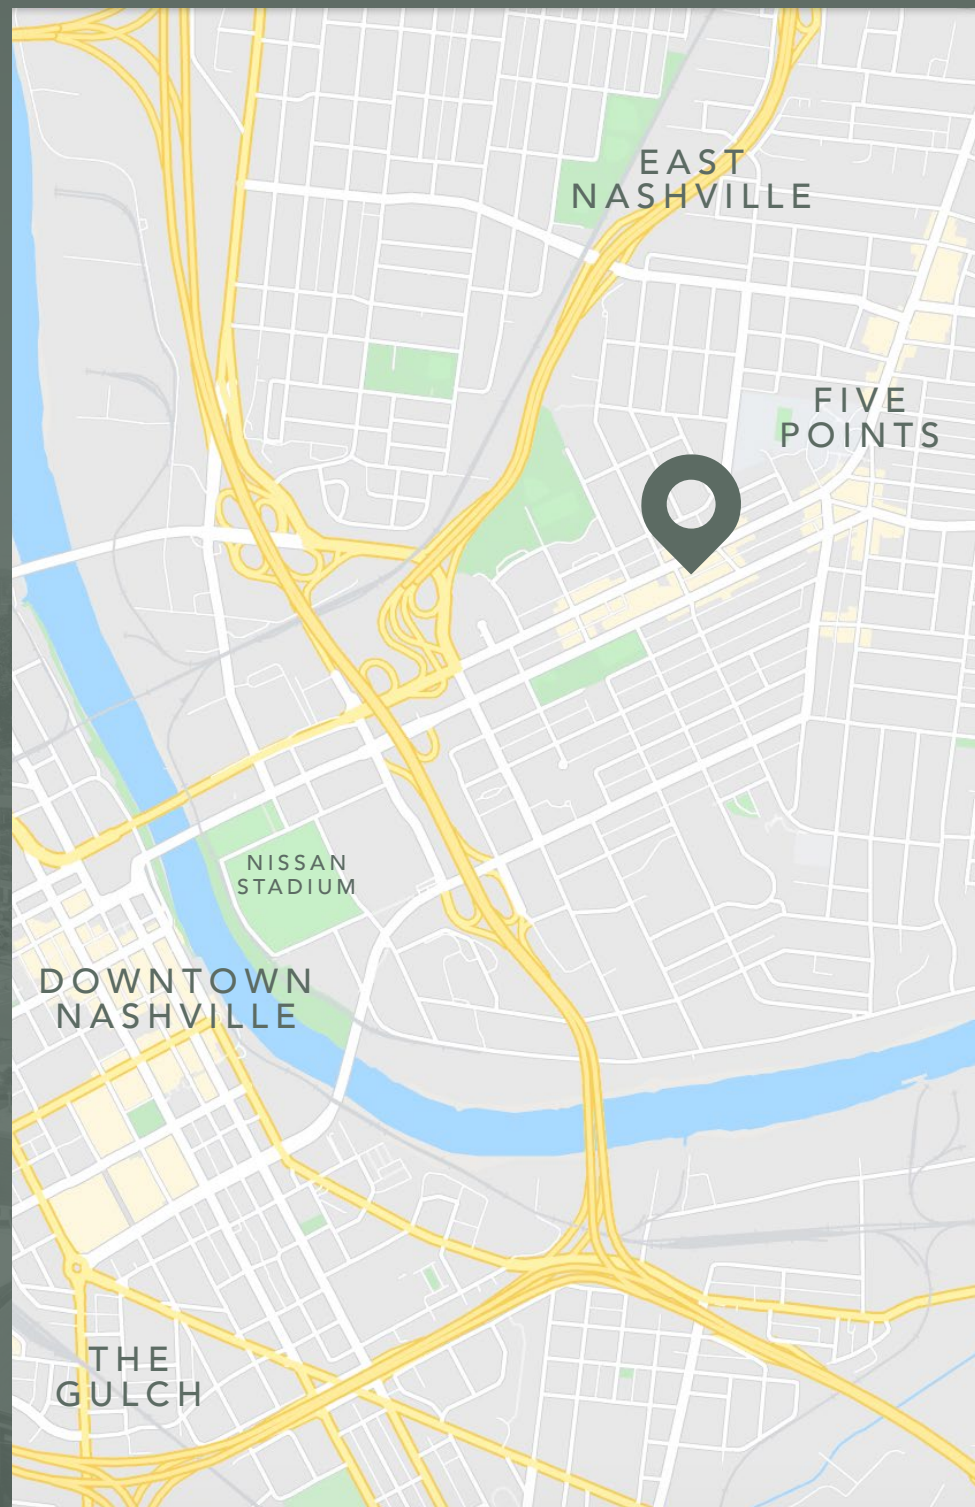 EAST
NASHVILLE
FIVE
POINTS
NISSAN
STADIUM
DOWNTOWN
NASHVILLE
THE
GULCH